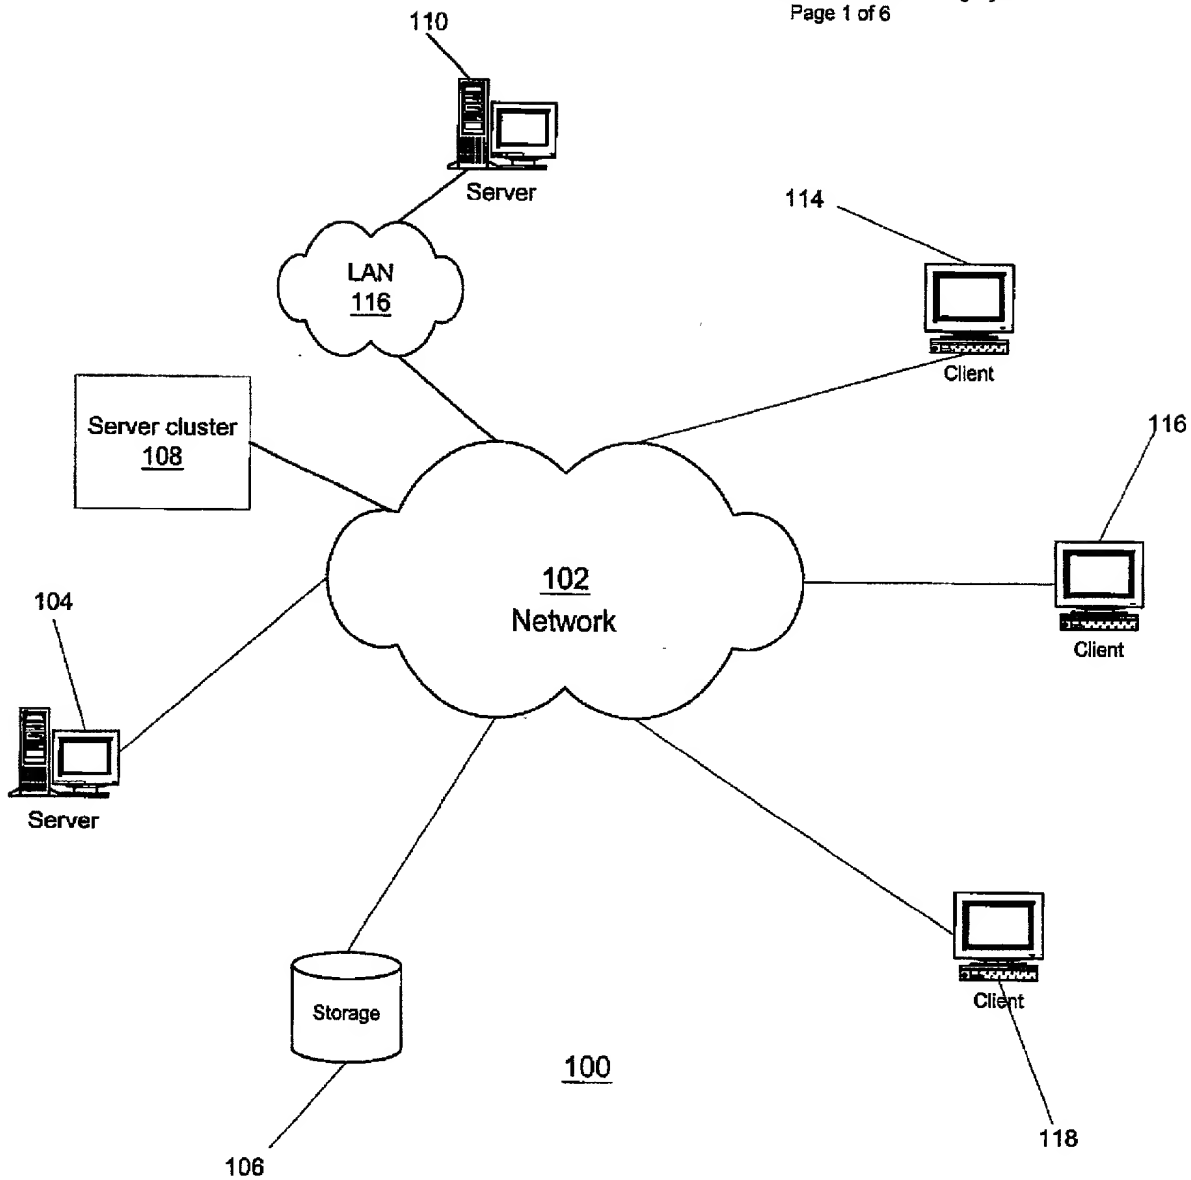 Page 1 of 6
110
Server
114
LAN
116
Client
Server cluster
108
116
102
Network
104
Client
Server
Client
Storage
100
118
106